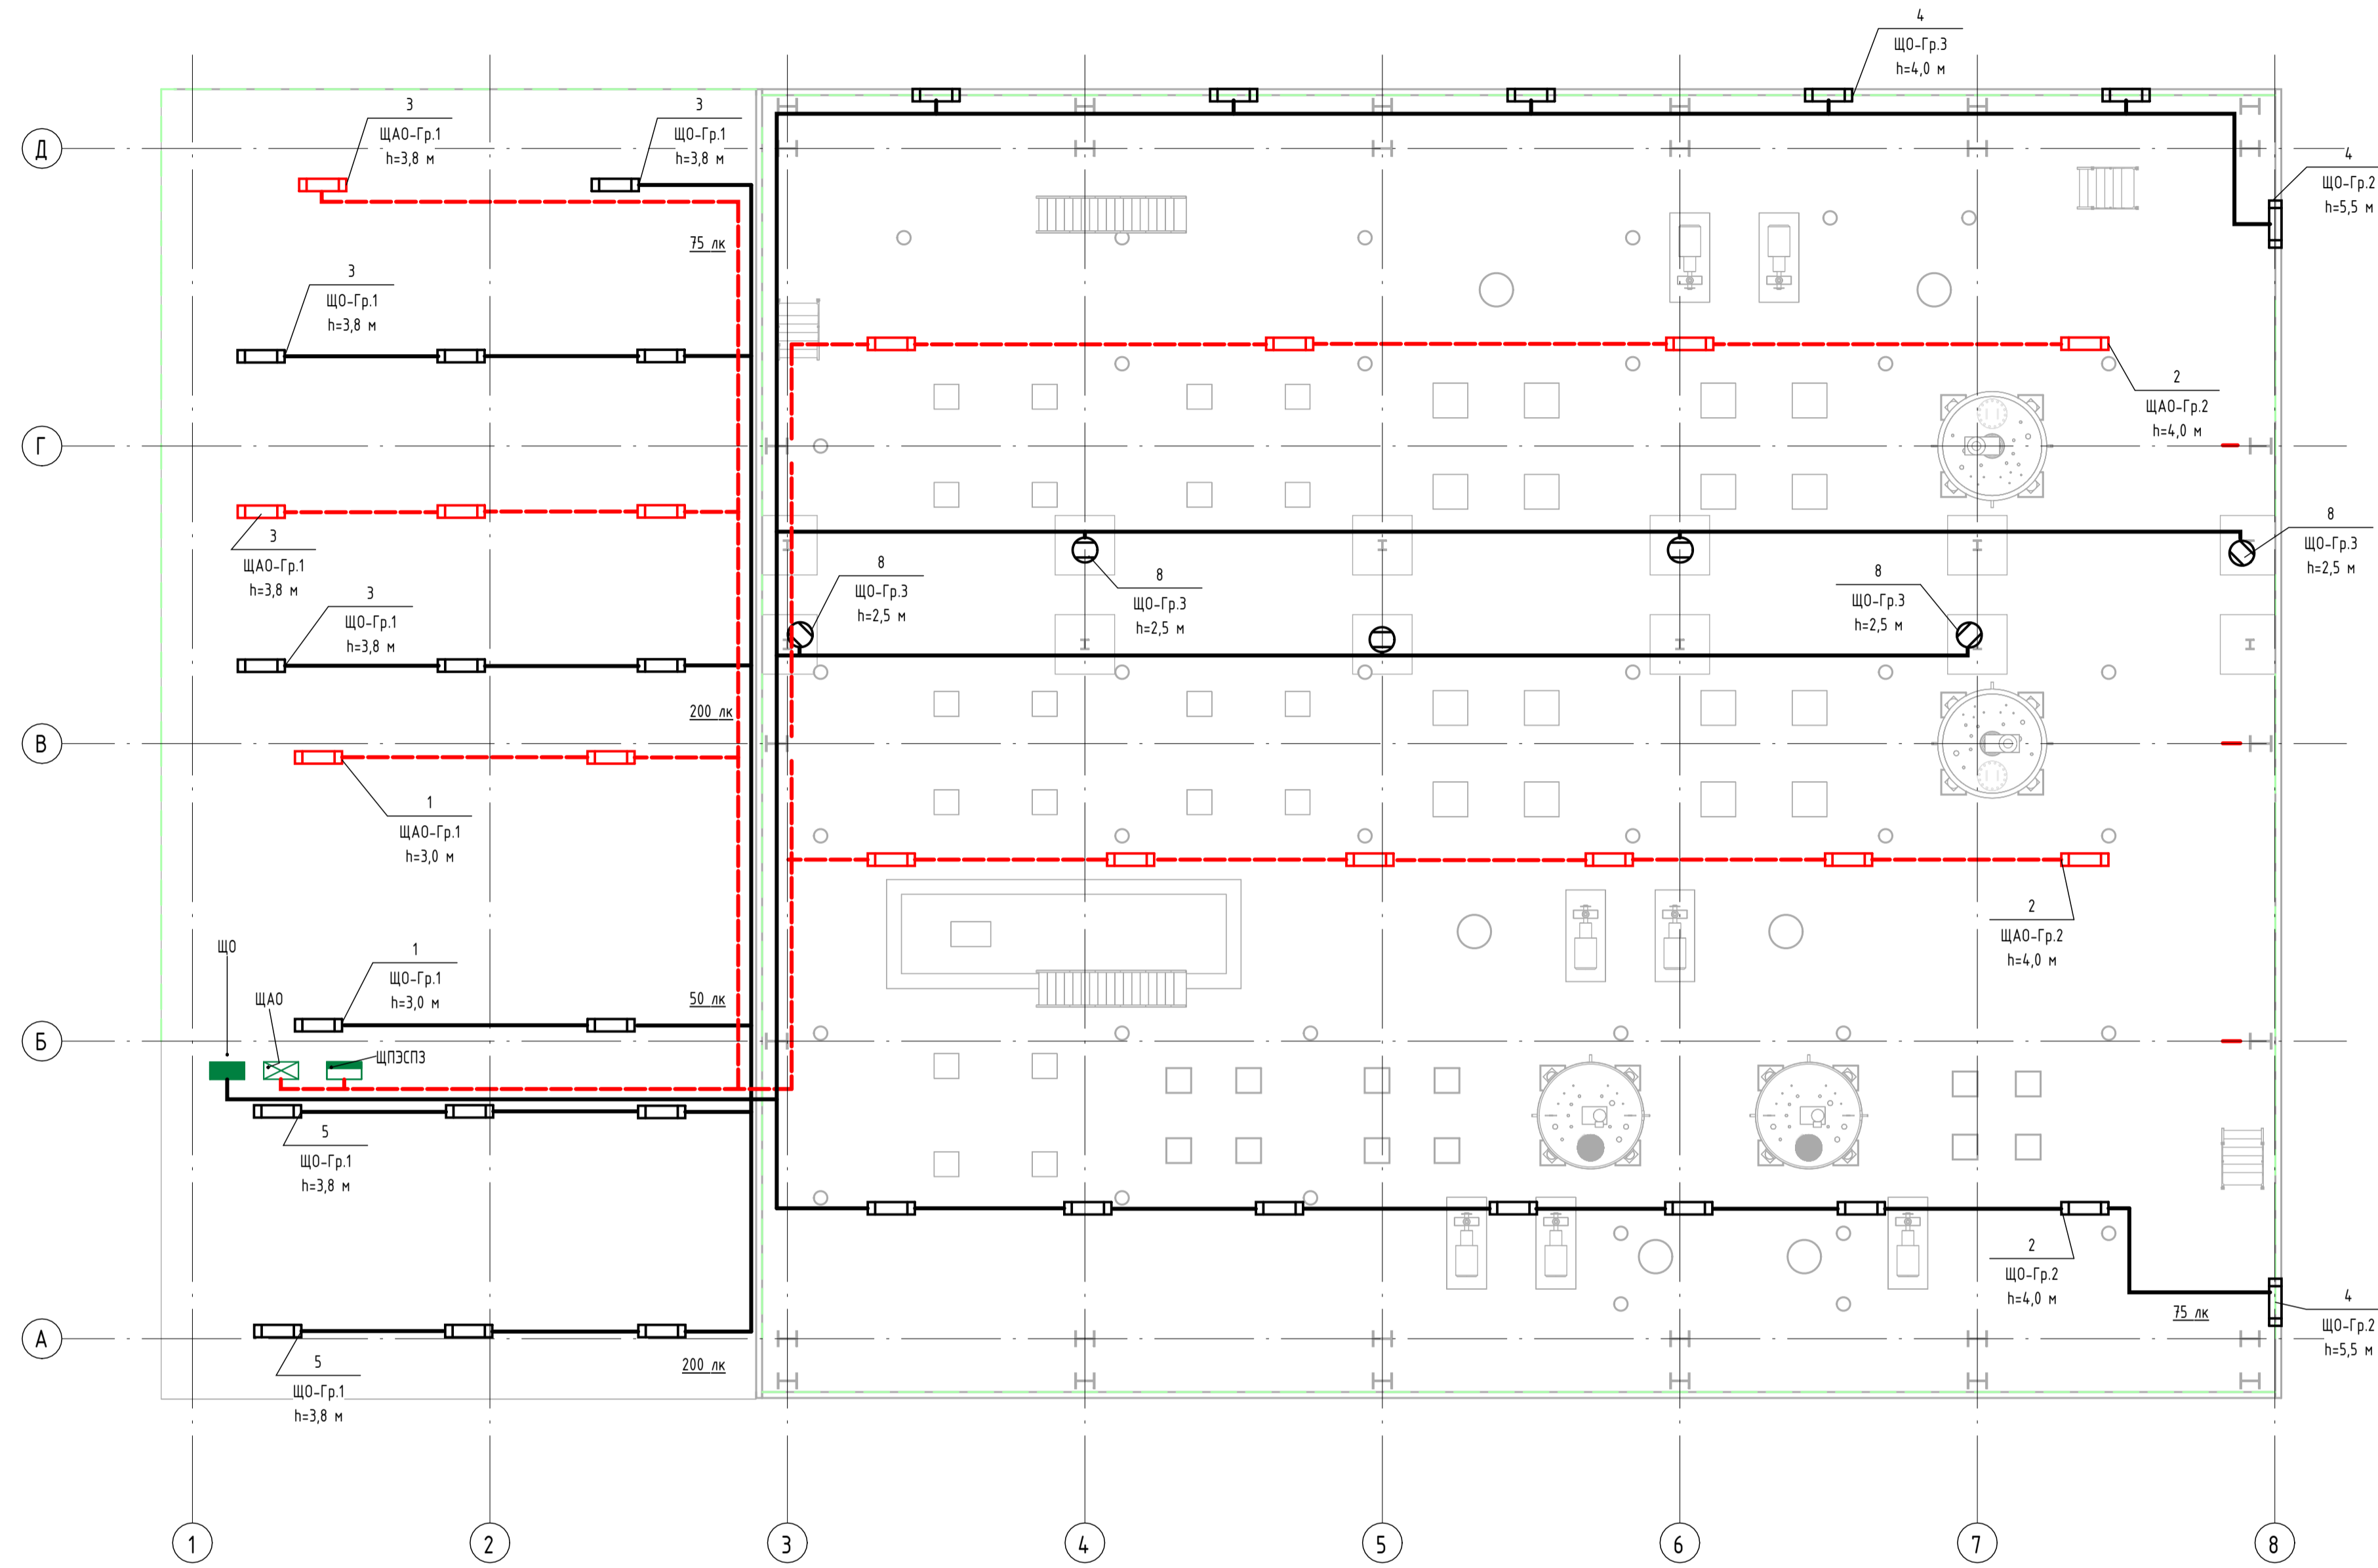 4
ЩО-Гр.3
h=4,0 м
3
ЩАО-Гр.1
h=3,8 м
3
ЩО-Гр.1
h=3,8 м
Д
4
ЩО-Гр.2
h=5,5 м
75 лк
3
ЩО-Гр.1
h=3,8 м
2
ЩАО-Гр.2
h=4,0 м
Г
3
ЩАО-Гр.1
h=3,8 м
8
ЩО-Гр.3
h=2,5 м
8
ЩО-Гр.3
h=2,5 м
8
ЩО-Гр.3
h=2,5 м
8
ЩО-Гр.3
h=2,5 м
3
ЩО-Гр.1
h=3,8 м
200 лк
В
1
ЩАО-Гр.1
h=3,0 м
2
ЩАО-Гр.2
h=4,0 м
ЩО
1
ЩО-Гр.1
h=3,0 м
ЩАО
50 лк
Б
ЩПЭСПЗ
5
ЩО-Гр.1
h=3,8 м
2
ЩО-Гр.2
h=4,0 м
75 лк
4
ЩО-Гр.2
h=5,5 м
А
200 лк
5
ЩО-Гр.1
h=3,8 м
1
2
3
4
5
6
7
8